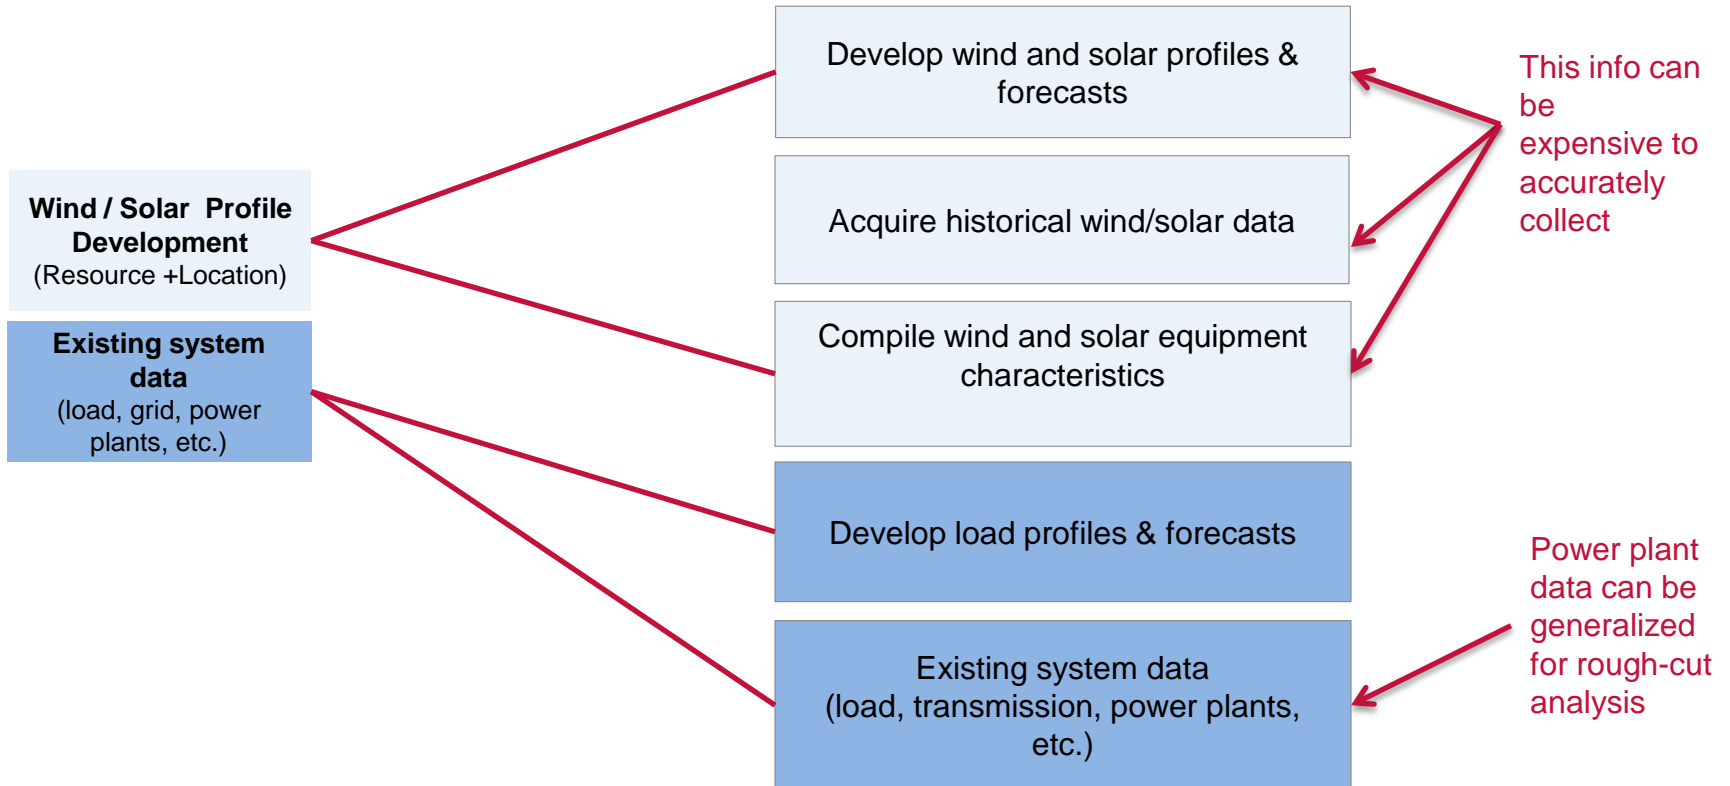 Wind / Solar  Profile
Development
(Resource +Location)
Existing system
data
(load, grid, power
plants, etc.)
Develop wind and solar profiles &
forecasts
Acquire historical wind/solar data
Compile wind and solar equipment
characteristics
Develop load profiles & forecasts
Existing system data
(load, transmission, power plants,
etc.)
This info can
be
expensive to
accurately
collect
Power plant
data can be
generalized
for rough-cut
analysis